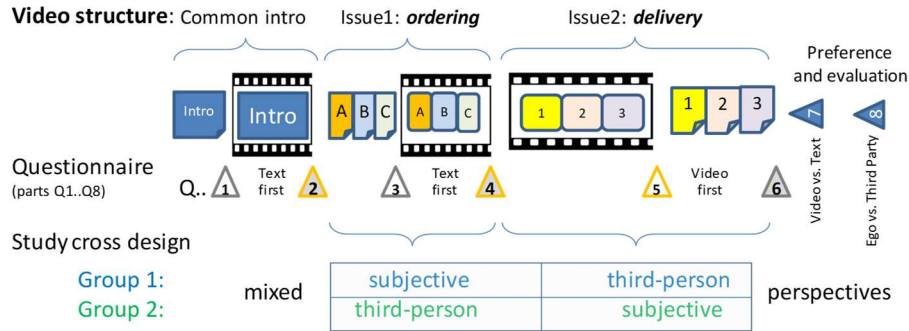 Video structure: Common intro Issue1: ordering Issue2: delivery
Preference
and evaluation
Intro Intro A B C A B C 1 2 3 1 2 3 7 8
Questionnaire
(parts Q1..Q8)
Q.. 1 Text first 2 3 Text first 4 5 Video first 6
Video vs. Text
Ego vs. Third Party
Study cross design
Group 1: subjective third-person
mixed perspectives
Group 2: third-person subjective